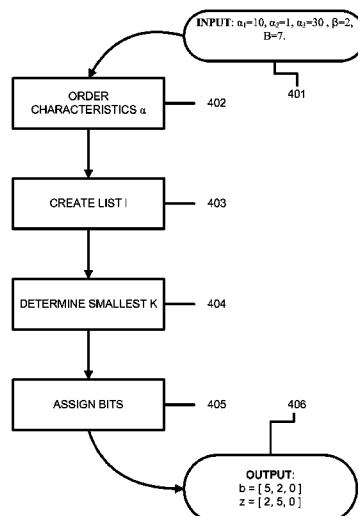 INPUT: α₁=10, α₂=1, α₃=30 , β=2,
B=7.
401
ORDER
CHARACTERISTICS α
402
CREATE LIST I
403
DETERMINE SMALLEST K
404
ASSIGN BITS
405
406
OUTPUT:
b = [ 5, 2, 0 ]
z = [ 2, 5, 0 ]